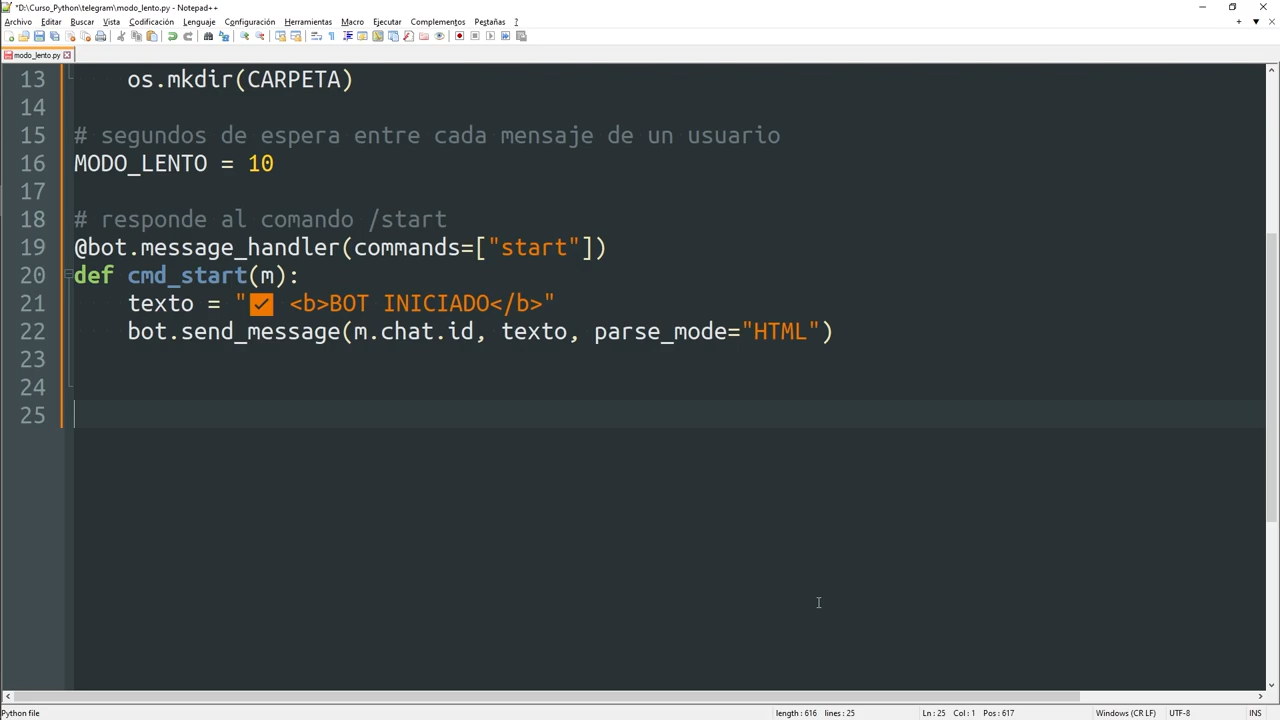 *D:\Curso_Python\telegram\modo_lento.py - Notepad++
Archivo Editar Buscar Vista Codificación Lenguaje Configuración Herramientas Macro Ejecutar Complementos Pestañas ?
modo_lento.py
13     os.mkdir(CARPETA)
14
15 # segundos de espera entre cada mensaje de un usuario
16 MODO_LENTO = 10
17
18 # responde al comando /start
19 @bot.message_handler(commands=["start"])
20 def cmd_start(m):
21     texto = "✅ <b>BOT INICIADO</b>"
22     bot.send_message(m.chat.id, texto, parse_mode="HTML")
23
24
25
Python file length : 616 lines : 25 Ln : 25 Col : 1 Pos : 617 Windows (CR LF) UTF-8 INS